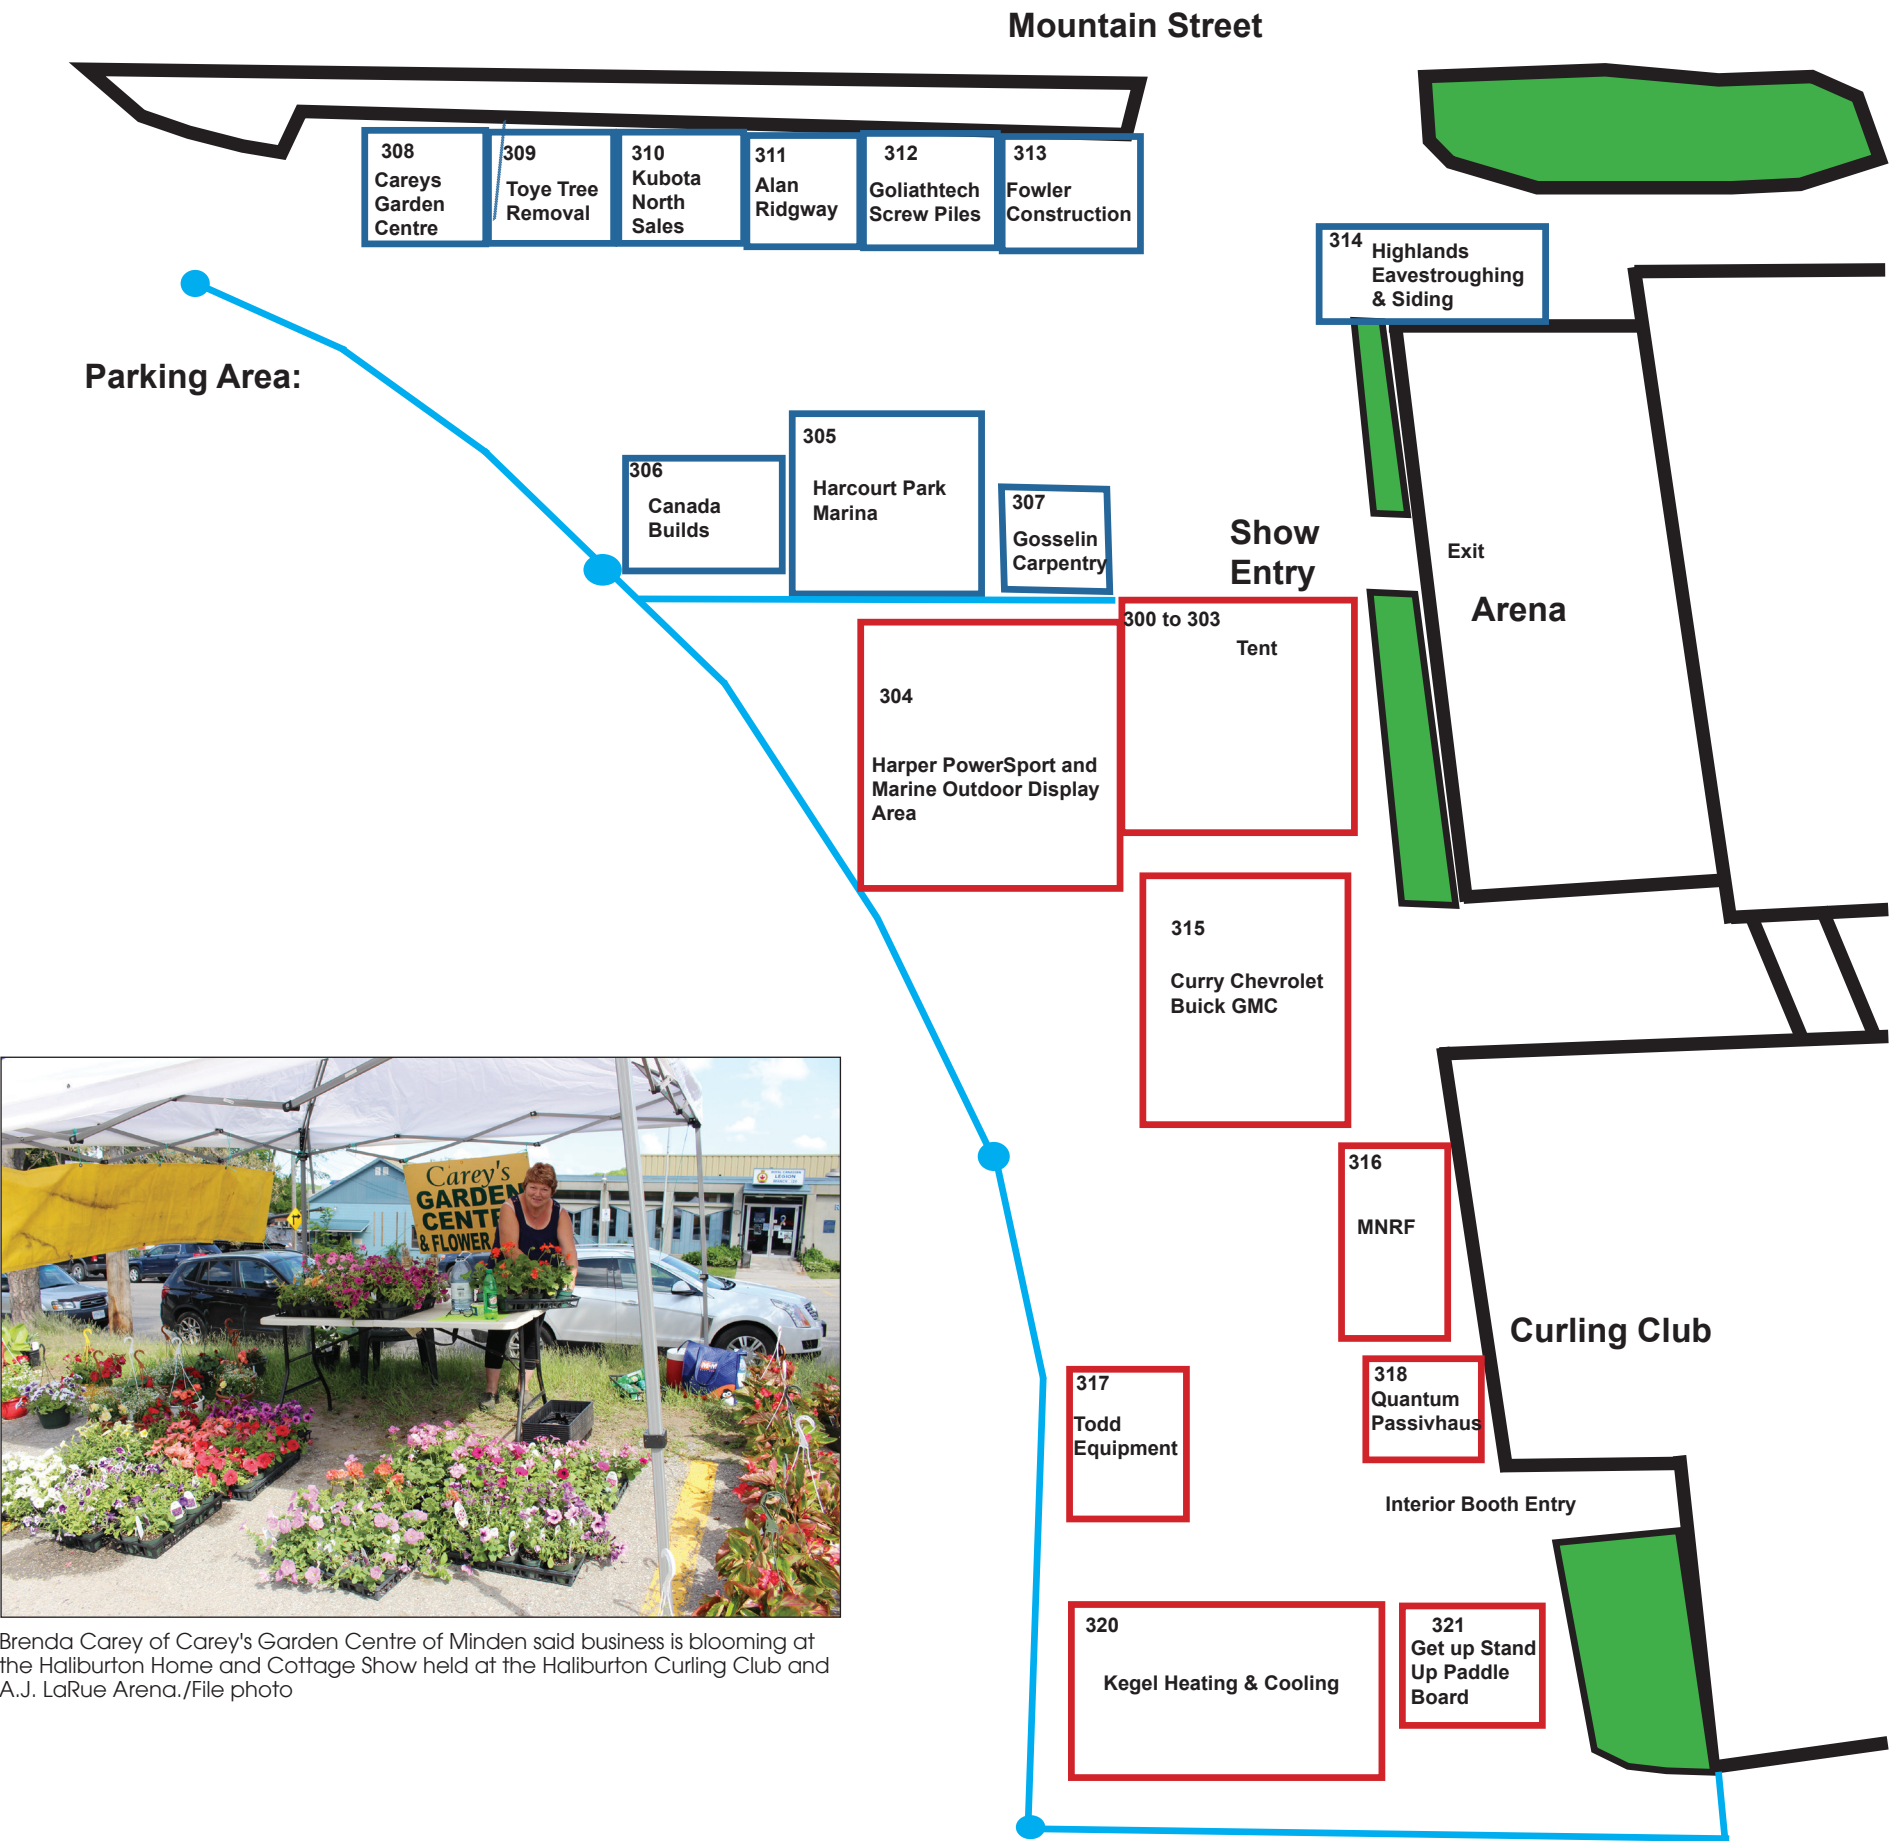 Mountain Street
308
Careys
Garden
Centre
309
Toye Tree
Removal
310
Kubota
North
Sales
311
Alan
Ridgway
312
Goliathtech
Screw Piles
313
Fowler
Construction
314
Highlands
Eavestroughing
& Siding
Parking Area:
306
Canada
Builds
305
Harcourt Park
Marina
307
Gosselin
Carpentry
Show
Entry
Exit
Arena
300 to 303
Tent
304
Harper PowerSport and
Marine Outdoor Display
Area
315
Curry Chevrolet
Buick GMC
316
MNRF
Curling Club
317
Todd
Equipment
318
Quantum
Passivhaus
Interior Booth Entry
320
Kegel Heating & Cooling
321
Get up Stand
Up Paddle
Board
Carey's
GARDEN
CENT
& FLOWER
LEGION
Brenda Carey of Carey's Garden Centre of Minden said business is blooming at
the Haliburton Home and Cottage Show held at the Haliburton Curling Club and
A.J. LaRue Arena./File photo